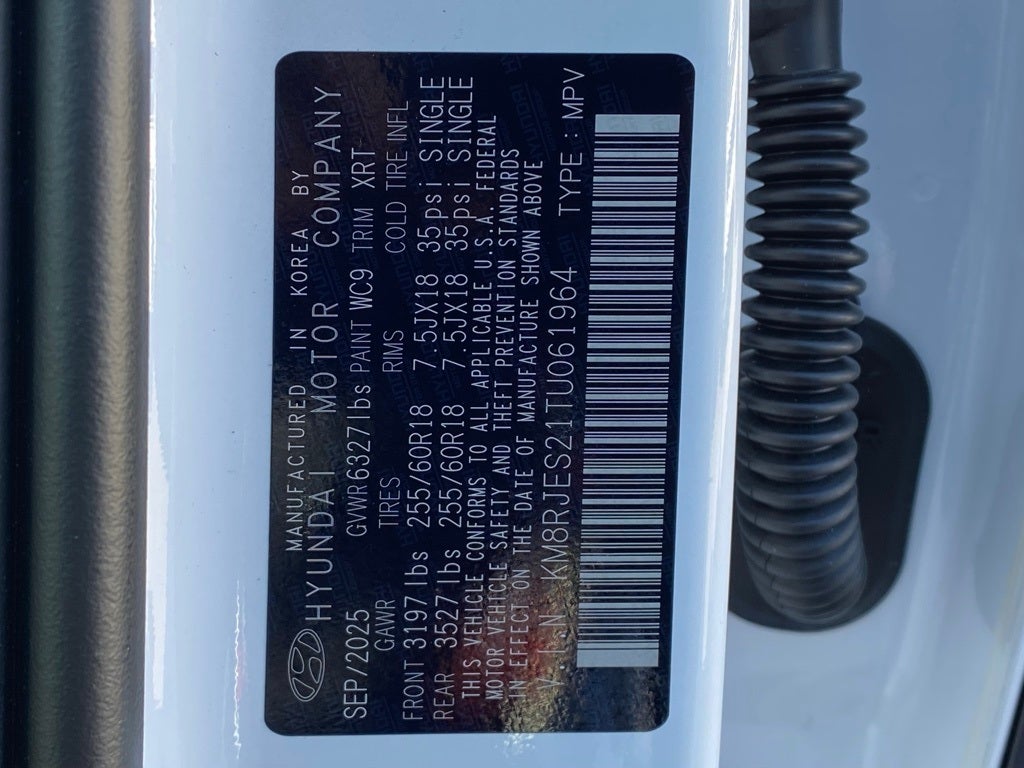 MANUFACTURED IN KOREA BY
HYUNDAI MOTOR COMPANY
SEP/2025 GVWR6327lbs PAINT WC9 TRIM XRT
GAWR TIRES RIMS COLD TIRE INFL
FRONT 3197lbs 255/60R18 7.5JX18 35psi SINGLE
REAR 3527lbs 255/60R18 7.5JX18 35psi SINGLE
THIS VEHICLE CONFORMS TO ALL APPLICABLE U.S.A. FEDERAL
MOTOR VEHICLE SAFETY AND THEFT PREVENTION STANDARDS
IN EFFECT ON THE DATE OF MANUFACTURE SHOWN ABOVE
V.I.N : KM8RJES21TU061964 TYPE : MPV